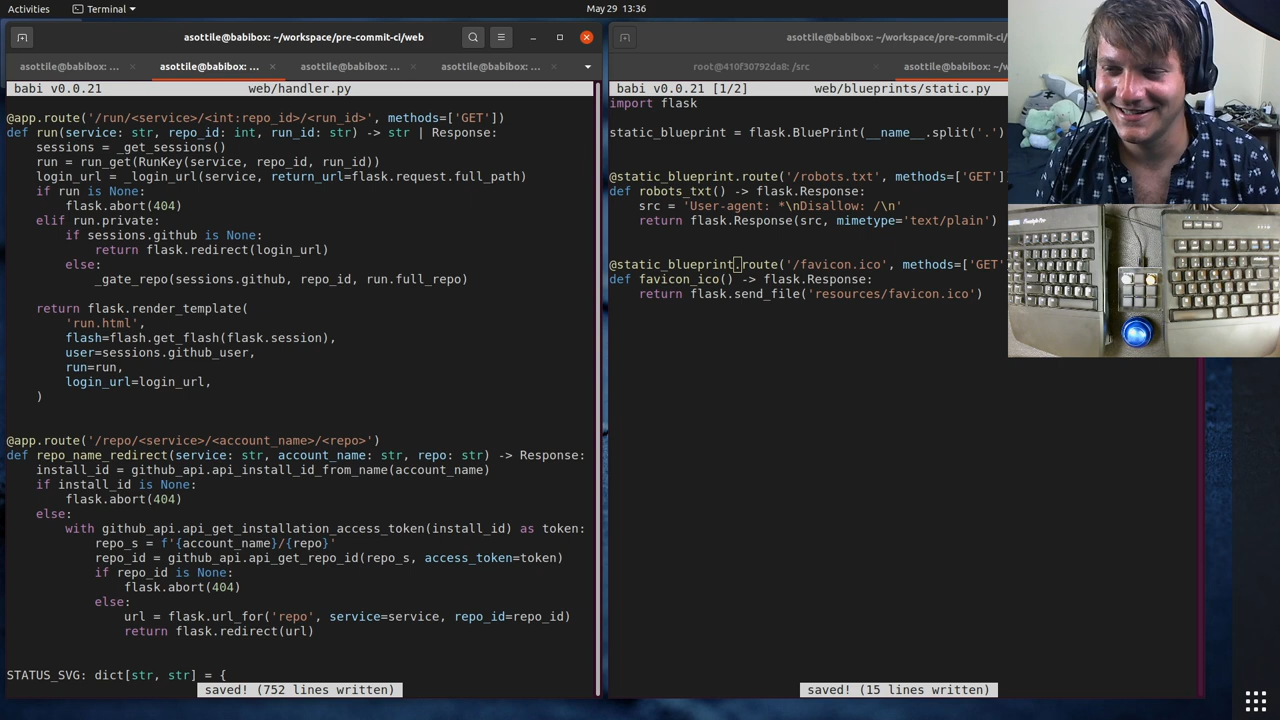 Activities
Terminal
May 29 13:36
asottile@babibox: ~/workspace/pre-commit-ci/web
asottile@babibox: ~/workspace/pre-commit-ci/
asottile@babibox: ...
asottile@babibox: ...
asottile@babibox: ...
asottile@babibox: ...
root@410f30792da8: /src
asottile@babibox: ~/w
babi v0.0.21 web/handler.py
@app.route('/run/<service>/<int:repo_id>/<run_id>', methods=['GET'])
def run(service: str, repo_id: int, run_id: str) -> str | Response:
    sessions = _get_sessions()
    run = run_get(RunKey(service, repo_id, run_id))
    login_url = _login_url(service, return_url=flask.request.full_path)
    if run is None:
        flask.abort(404)
    elif run.private:
        if sessions.github is None:
            return flask.redirect(login_url)
        else:
            _gate_repo(sessions.github, repo_id, run.full_repo)
    return flask.render_template(
        'run.html',
        flash=flash.get_flash(flask.session),
        user=sessions.github_user,
        run=run,
        login_url=login_url,
    )
@app.route('/repo/<service>/<account_name>/<repo>')
def repo_name_redirect(service: str, account_name: str, repo: str) -> Response:
    install_id = github_api.api_install_id_from_name(account_name)
    if install_id is None:
        flask.abort(404)
    else:
        with github_api.api_get_installation_access_token(install_id) as token:
            repo_s = f'{account_name}/{repo}'
            repo_id = github_api.api_get_repo_id(repo_s, access_token=token)
            if repo_id is None:
                flask.abort(404)
            else:
                url = flask.url_for('repo', service=service, repo_id=repo_id)
                return flask.redirect(url)
STATUS_SVG: dict[str, str] = {
saved! (752 lines written)
babi v0.0.21 [1/2] web/blueprints/static.py
import flask
static_blueprint = flask.BluePrint(__name__.split('.')
@static_blueprint.route('/robots.txt', methods=['GET']
def robots_txt() -> flask.Response:
    src = 'User-agent: *\nDisallow: /\n'
    return flask.Response(src, mimetype='text/plain')
@static_blueprint.route('/favicon.ico', methods=['GET'
def favicon_ico() -> flask.Response:
    return flask.send_file('resources/favicon.ico')
saved! (15 lines written)